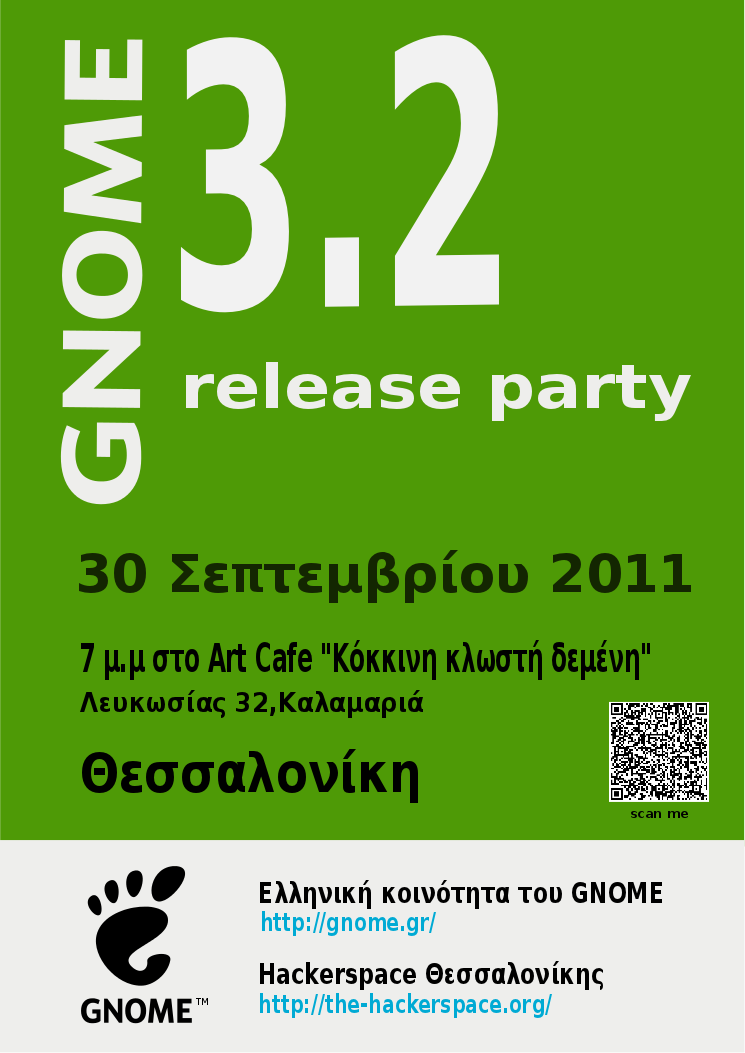 GNOME
3.2
release party
30 Σεπτεμβρίου 2011
7 μ.μ στο Art Cafe "Κόκκινη κλωστή δεμένη"
Λευκωσίας 32,Καλαμαριά
Θεσσαλονίκη
scan me
Ελληνική κοινότητα του GNOME
http://gnome.gr/
Hackerspace Θεσσαλονίκης
http://the-hackerspace.org/
GNOME™